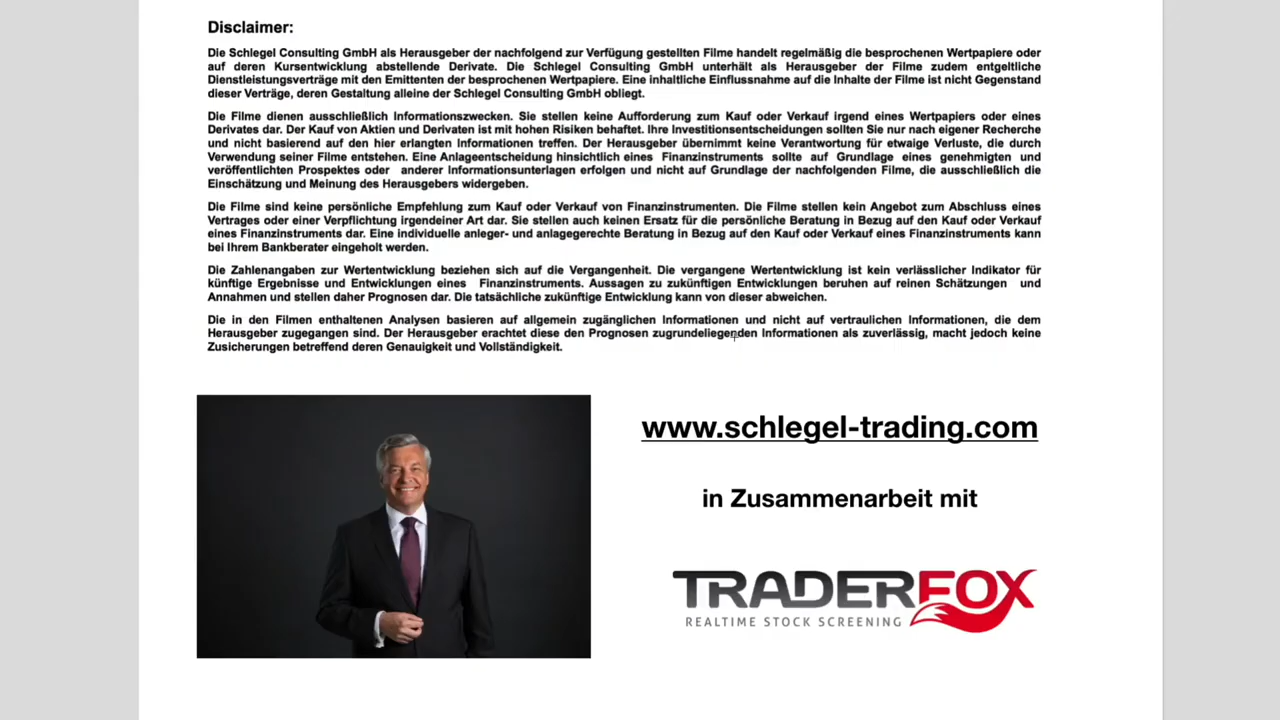 Disclaimer:
Die Schlegel Consulting GmbH als Herausgeber der nachfolgend zur Verfügung gestellten Filme handelt regelmäßig die besprochenen Wertpapiere oder
auf deren Kursentwicklung abstellende Derivate. Die Schlegel Consulting GmbH unterhält als Herausgeber der Filme zudem entgeltliche
Dienstleistungsverträge mit den Emittenten der besprochenen Wertpapiere. Eine inhaltliche Einflussnahme auf die Inhalte der Filme ist nicht Gegenstand
dieser Verträge, deren Gestaltung alleine der Schlegel Consulting GmbH obliegt.
Die Filme dienen ausschließlich Informationszwecken. Sie stellen keine Aufforderung zum Kauf oder Verkauf irgend eines Wertpapiers oder eines
Derivates dar. Der Kauf von Aktien und Derivaten ist mit hohen Risiken behaftet. Ihre Investitionsentscheidungen sollten Sie nur nach eigener Recherche
und nicht basierend auf den hier erlangten Informationen treffen. Der Herausgeber übernimmt keine Verantwortung für etwaige Verluste, die durch
Verwendung seiner Filme entstehen. Eine Anlageentscheidung hinsichtlich eines Finanzinstruments sollte auf Grundlage eines genehmigten und
veröffentlichten Prospektes oder anderer Informationsunterlagen erfolgen und nicht auf Grundlage der nachfolgenden Filme, die ausschließlich die
Einschätzung und Meinung des Herausgebers widergeben.
Die Filme sind keine persönliche Empfehlung zum Kauf oder Verkauf von Finanzinstrumenten. Die Filme stellen kein Angebot zum Abschluss eines
Vertrages oder einer Verpflichtung irgendeiner Art dar. Sie stellen auch keinen Ersatz für die persönliche Beratung in Bezug auf den Kauf oder Verkauf
eines Finanzinstruments dar. Eine individuelle anleger- und anlagegerechte Beratung in Bezug auf den Kauf oder Verkauf eines Finanzinstruments kann
bei Ihrem Bankberater eingeholt werden.
Die Zahlenangaben zur Wertentwicklung beziehen sich auf die Vergangenheit. Die vergangene Wertentwicklung ist kein verlässlicher Indikator für
künftige Ergebnisse und Entwicklungen eines Finanzinstruments. Aussagen zu zukünftigen Entwicklungen beruhen auf reinen Schätzungen und
Annahmen und stellen daher Prognosen dar. Die tatsächliche zukünftige Entwicklung kann von dieser abweichen.
Die in den Filmen enthaltenen Analysen basieren auf allgemein zugänglichen Informationen und nicht auf vertraulichen Informationen, die dem
Herausgeber zugegangen sind. Der Herausgeber erachtet diese den Prognosen zugrundeliegenden Informationen als zuverlässig, macht jedoch keine
Zusicherungen betreffend deren Genauigkeit und Vollständigkeit.
www.schlegel-trading.com
in Zusammenarbeit mit
TRADERFOX
REALTIME STOCK SCREENING